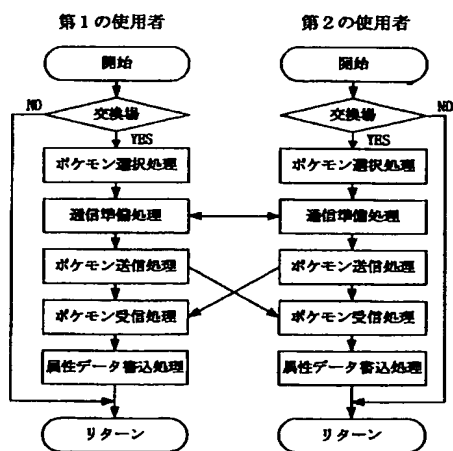 第1の使用者
開始
NO
交換場
YES
ポケモン選択処理
通信準備処理
ポケモン送信処理
ポケモン受信処理
属性データ書込処理
リターン
第2の使用者
開始
NO
交換場
YES
ポケモン選択処理
通信準備処理
ポケモン送信処理
ポケモン受信処理
属性データ書込処理
リターン